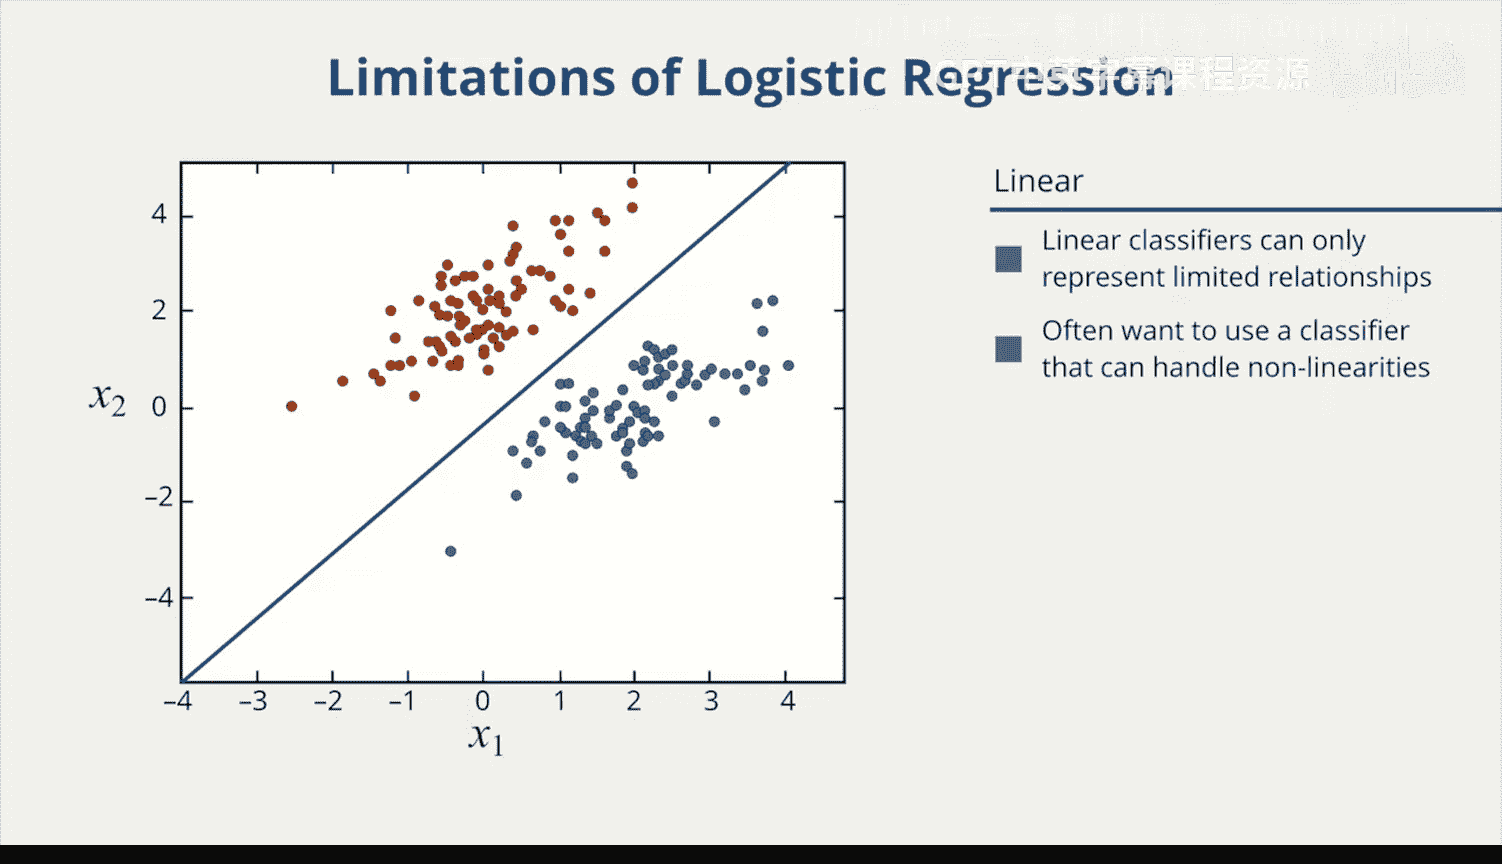 Limitations of Logistic Regression
Linear
Linear classifiers can only
represent limited relationships
Often want to use a classifier
that can handle non-linearities
4
2
0
–2
–4
x2
–4 –3 –2 –1 0 1 2 3 4
x1